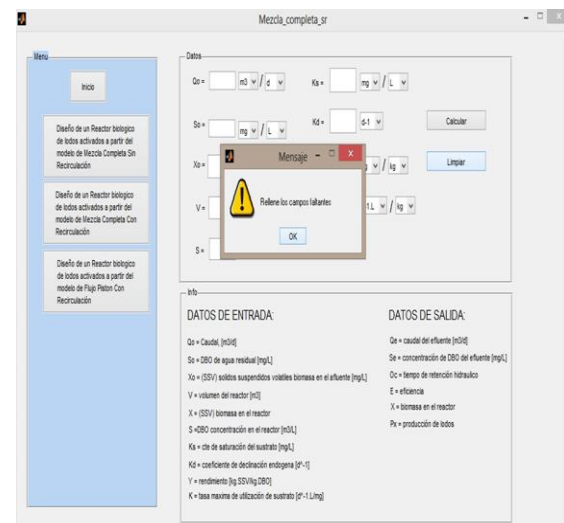 Mezcla_completa_sr
Menu
Inicio
Diseño de un Reactor biologico
de lodos activados a partir del
modelo de Mezcla Completa Sin
Recirculación
Diseño de un Reactor biologico
de lodos activados a partir del
modelo de Mezcla Completa Con
Recirculación
Diseño de un Reactor biologico
de lodos activados a partir del
modelo de Flujo Piston Con
Recirculación
Datos
Qo = m3 / d Ks = mg / L
So = mg / L Kd = d-1 Calcular
Xo = / kg Limpiar
V = 1.L / kg
S =
Mensaje
Rellene los campos faltantes
OK
Info
DATOS DE ENTRADA:
Qo = Caudal, [m3/d]
So = DBO de agua residual [mg/L]
Xo = (SSV) solidos suspendidos volatiles biomasa en el afluente [mg/L]
V = volumen del reactor [m3]
X = (SSV) biomasa en el reactor
S =DBO concentración en el reactor [m3/L]
Ks = cte de saturación del sustrato [mg/L]
Kd = coeficiente de declinación endogena [d^-1]
Y = rendimiento [kg.SSV/kg.DBO]
K = tasa maxima de utilización de sustrato [d^-1.L/mg]
DATOS DE SALIDA:
Qe = caudal del efluente [m3/d]
Se = concentración de DBO del efluente [mg/L]
Oc = tiempo de retención hidraulico
E = eficiencia
X = biomasa en el reactor
Px = producción de lodos